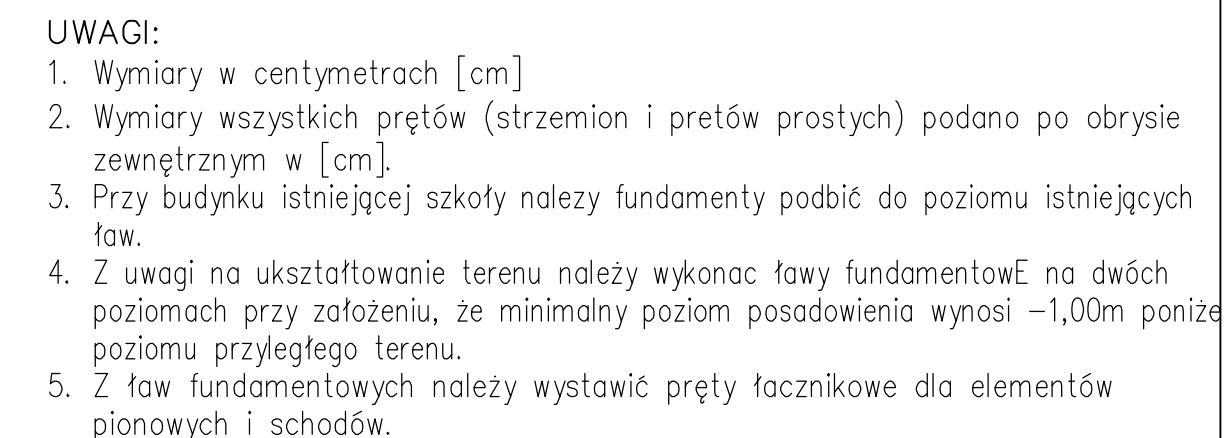 UWAGI:
1. Wymiary w centymetrach [cm]
2. Wymiary wszystkich prętów (strzemion i pretów prostych) podano po obrysie
zewnętrznym w [cm].
3. Przy budynku istniejącej szkoły nalezy fundamenty podbić do poziomu istniejących
ław.
4. Z uwagi na ukształtowanie terenu należy wykonac ławy fundamentowE na dwóch
poziomach przy założeniu, że minimalny poziom posadowienia wynosi -1,00m poniże
poziomu przyległego terenu.
5. Z ław fundamentowych należy wystawić pręty łacznikowe dla elementów
pionowych i schodów.